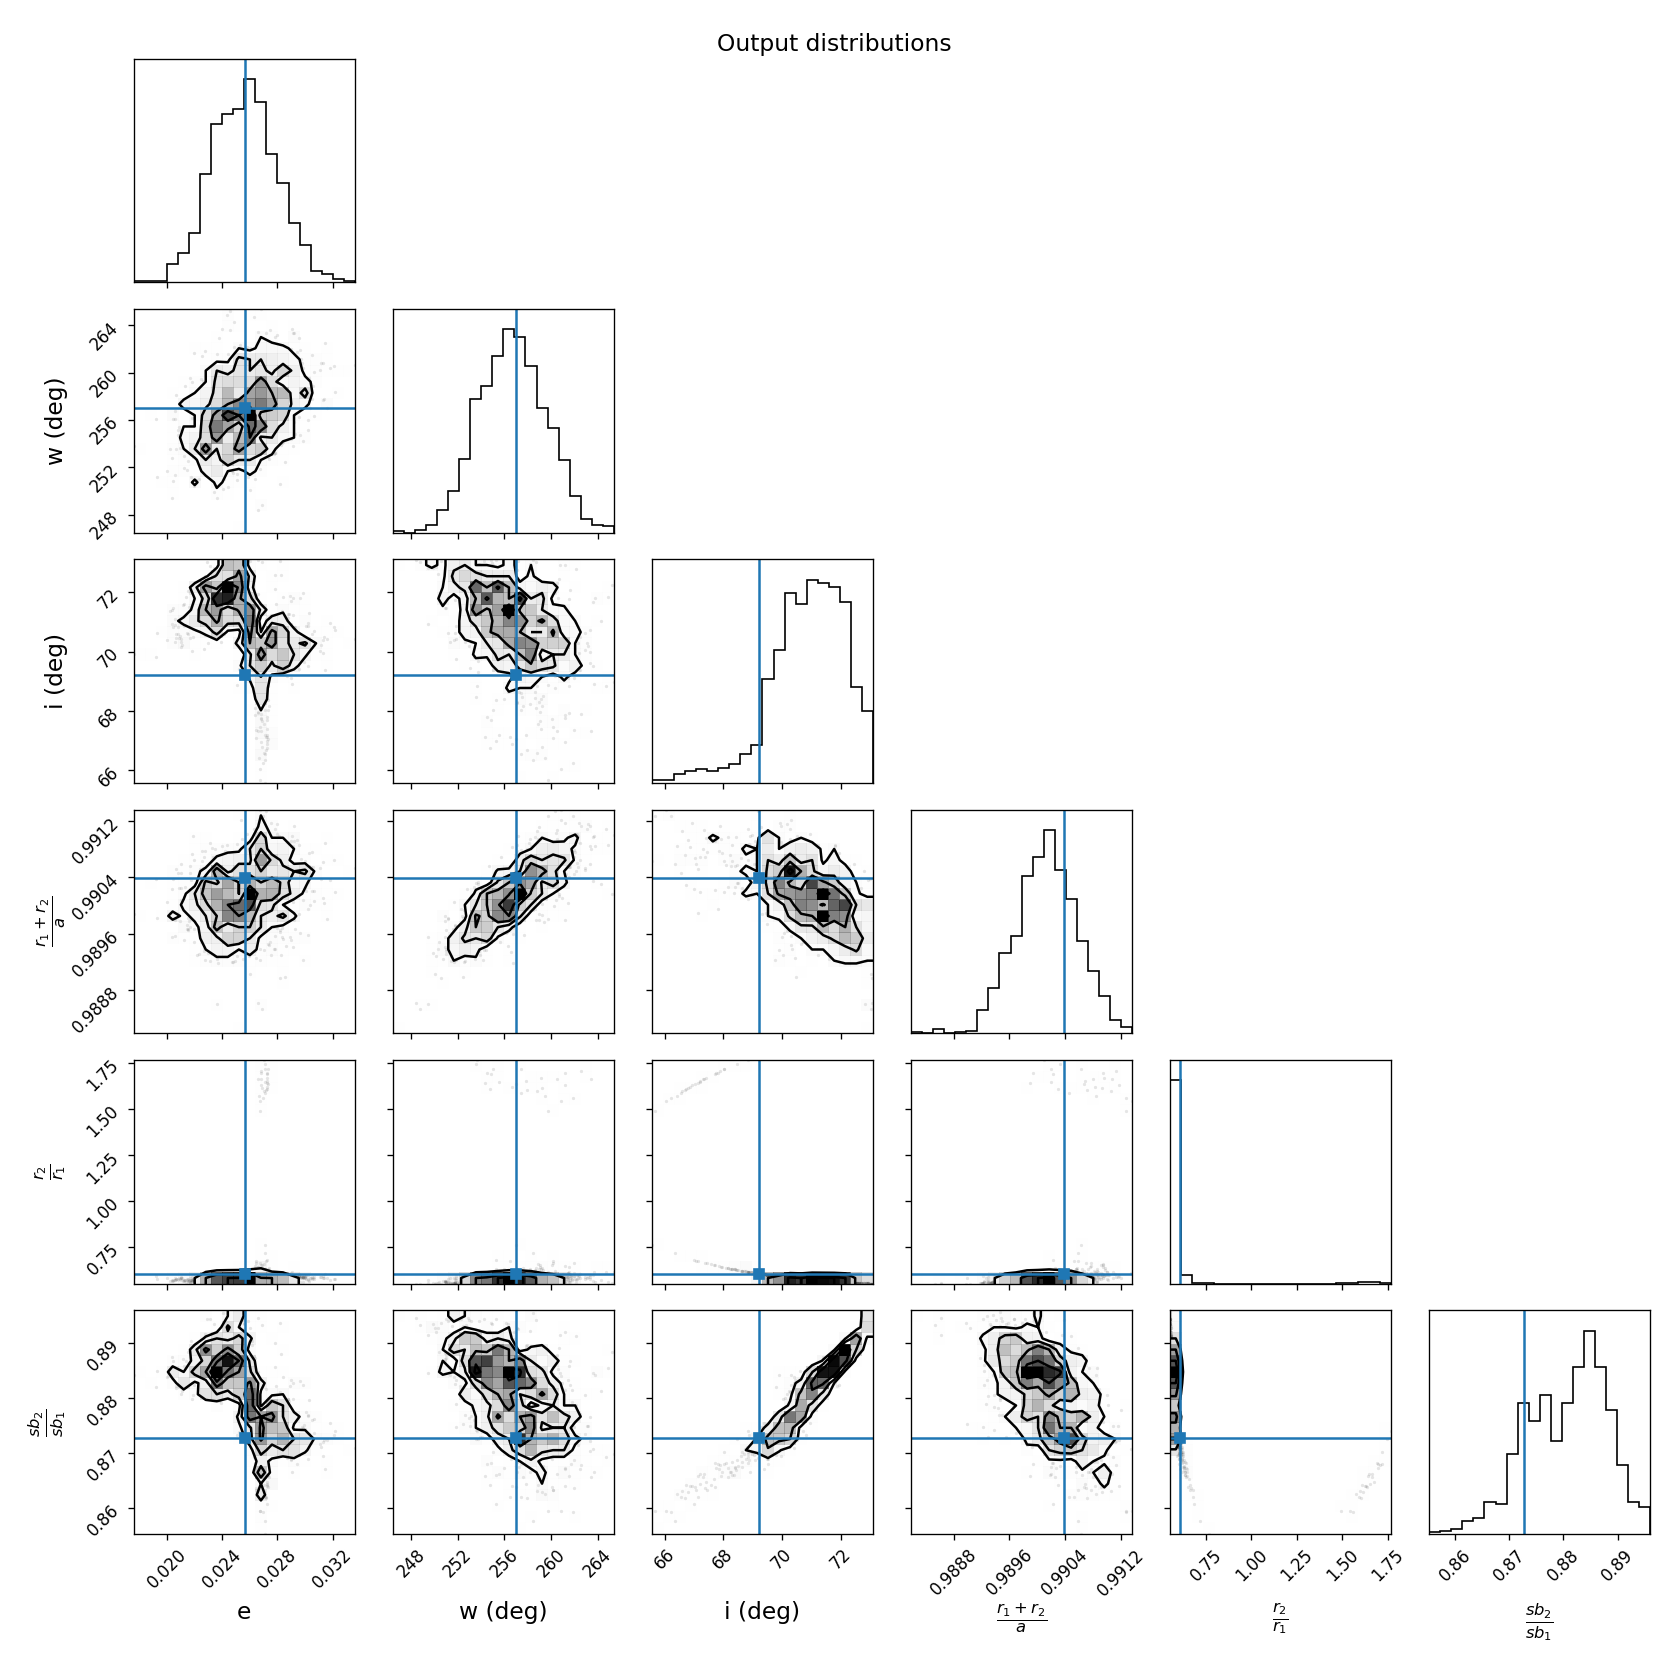 Output distributions
264
260
256
252
248
w (deg)
72
70
68
66
i (deg)
0.9912
0.9904
0.9896
0.9888
r₁ + r₂
a
1.75
1.50
1.25
1.00
0.75
r₂
r₁
0.89
0.88
0.87
0.86
sb₂
sb₁
0.020 0.024 0.028 0.032 248 252 256 260 264 66 68 70 72 0.9888 0.9896 0.9904 0.9912 0.75 1.00 1.25 1.50 1.75 0.86 0.87 0.88 0.89
e w (deg) i (deg)
r₁ + r₂
a
r₂
r₁
sb₂
sb₁